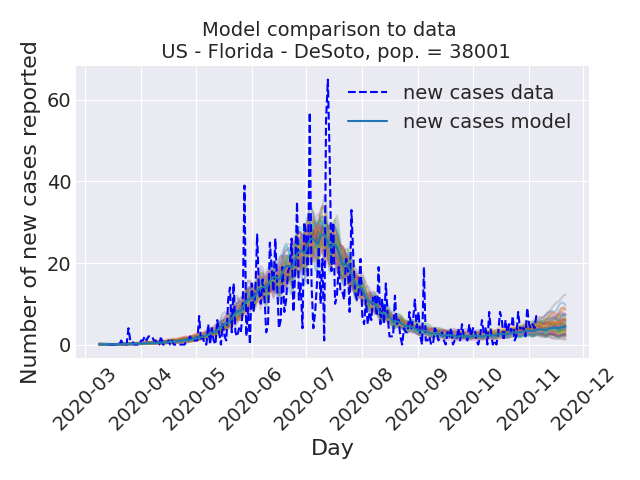 Model comparison to data
US - Florida - DeSoto, pop. = 38001
Number of new cases reported
60
40
20
0
new cases data
new cases model
2020-03
2020-04
2020-05
2020-06
2020-07
2020-08
2020-09
2020-10
2020-11
2020-12
Day